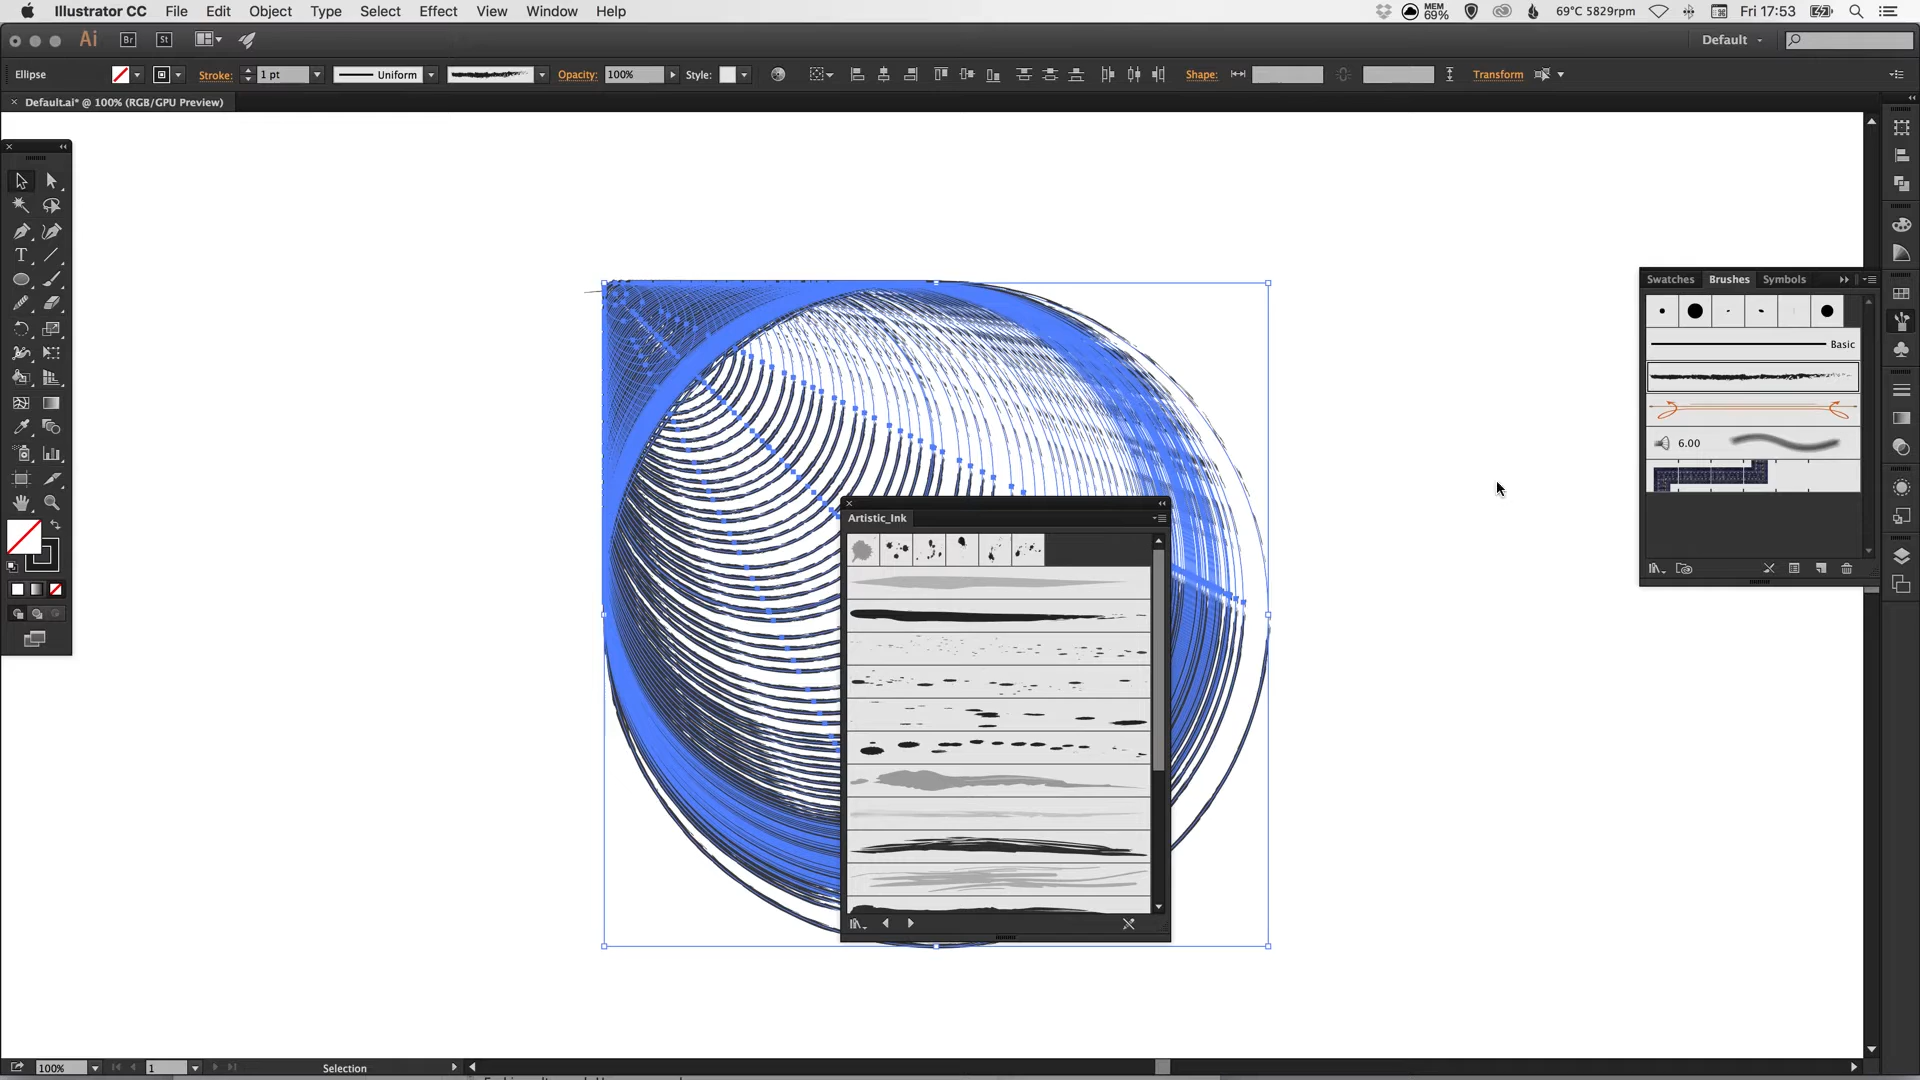 Illustrator CC File Edit Object Type Select Effect View Window Help MEM 69% 69°C 5829rpm Fri 17:53
Ai Br St Default
Ellipse Stroke: 1 pt Uniform Opacity: 100% Style: Shape: Transform
Default.ai* @ 100% (RGB/GPU Preview)
Swatches Brushes Symbols
Basic
6.00
Artistic_Ink
100% 1 Selection